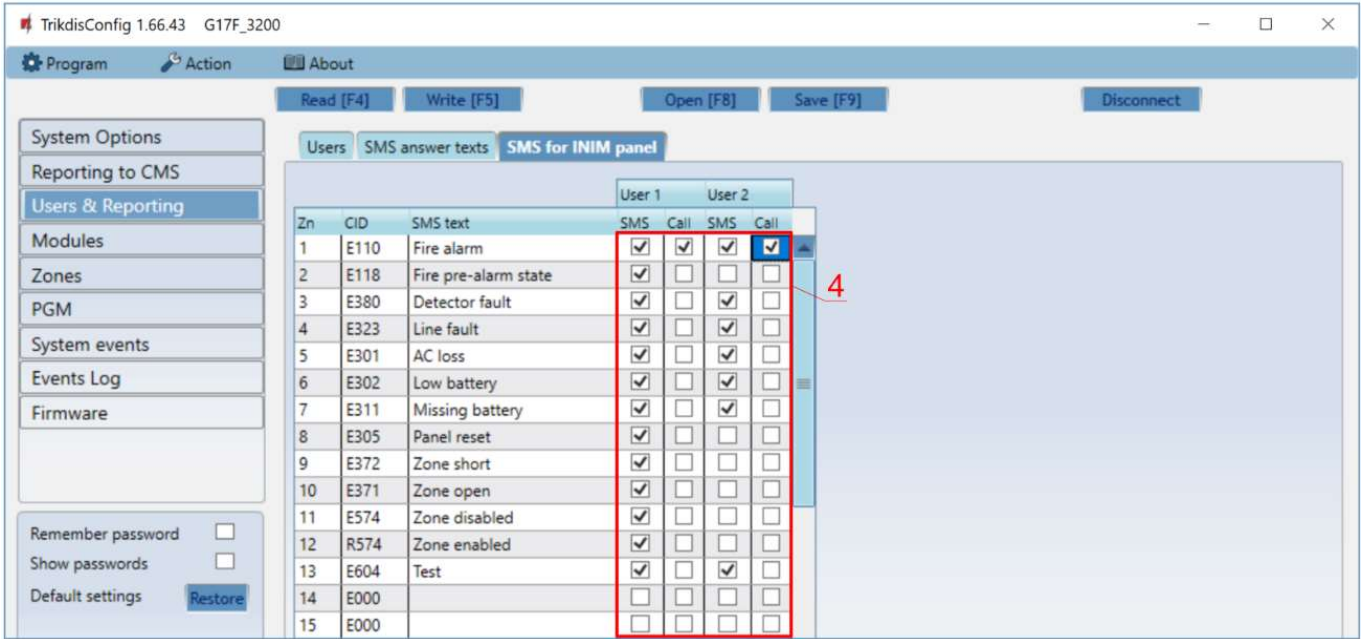 TrikdisConfig 1.66.43 G17F_3200
Program Action About
Read [F4] Write [F5] Open [F8] Save [F9] Disconnect
System Options
Reporting to CMS
Users & Reporting
Modules
Zones
PGM
System events
Events Log
Firmware
Remember password
Show passwords
Default settings Restore
Users SMS answer texts SMS for INIM panel
User 1 User 2
Zn CID SMS text SMS Call SMS Call
1 E110 Fire alarm
2 E118 Fire pre-alarm state
3 E380 Detector fault
4 E323 Line fault
5 E301 AC loss
6 E302 Low battery
7 E311 Missing battery
8 E305 Panel reset
9 E372 Zone short
10 E371 Zone open
11 E574 Zone disabled
12 R574 Zone enabled
13 E604 Test
14 E000
15 E000
4